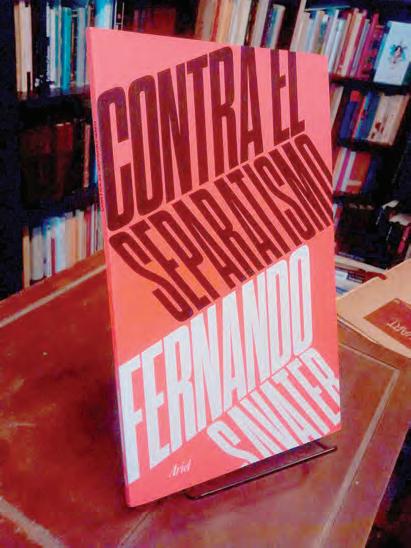 CONTRA EL
SEPARATISMO
FERNANDO
SAVATER
Ariel